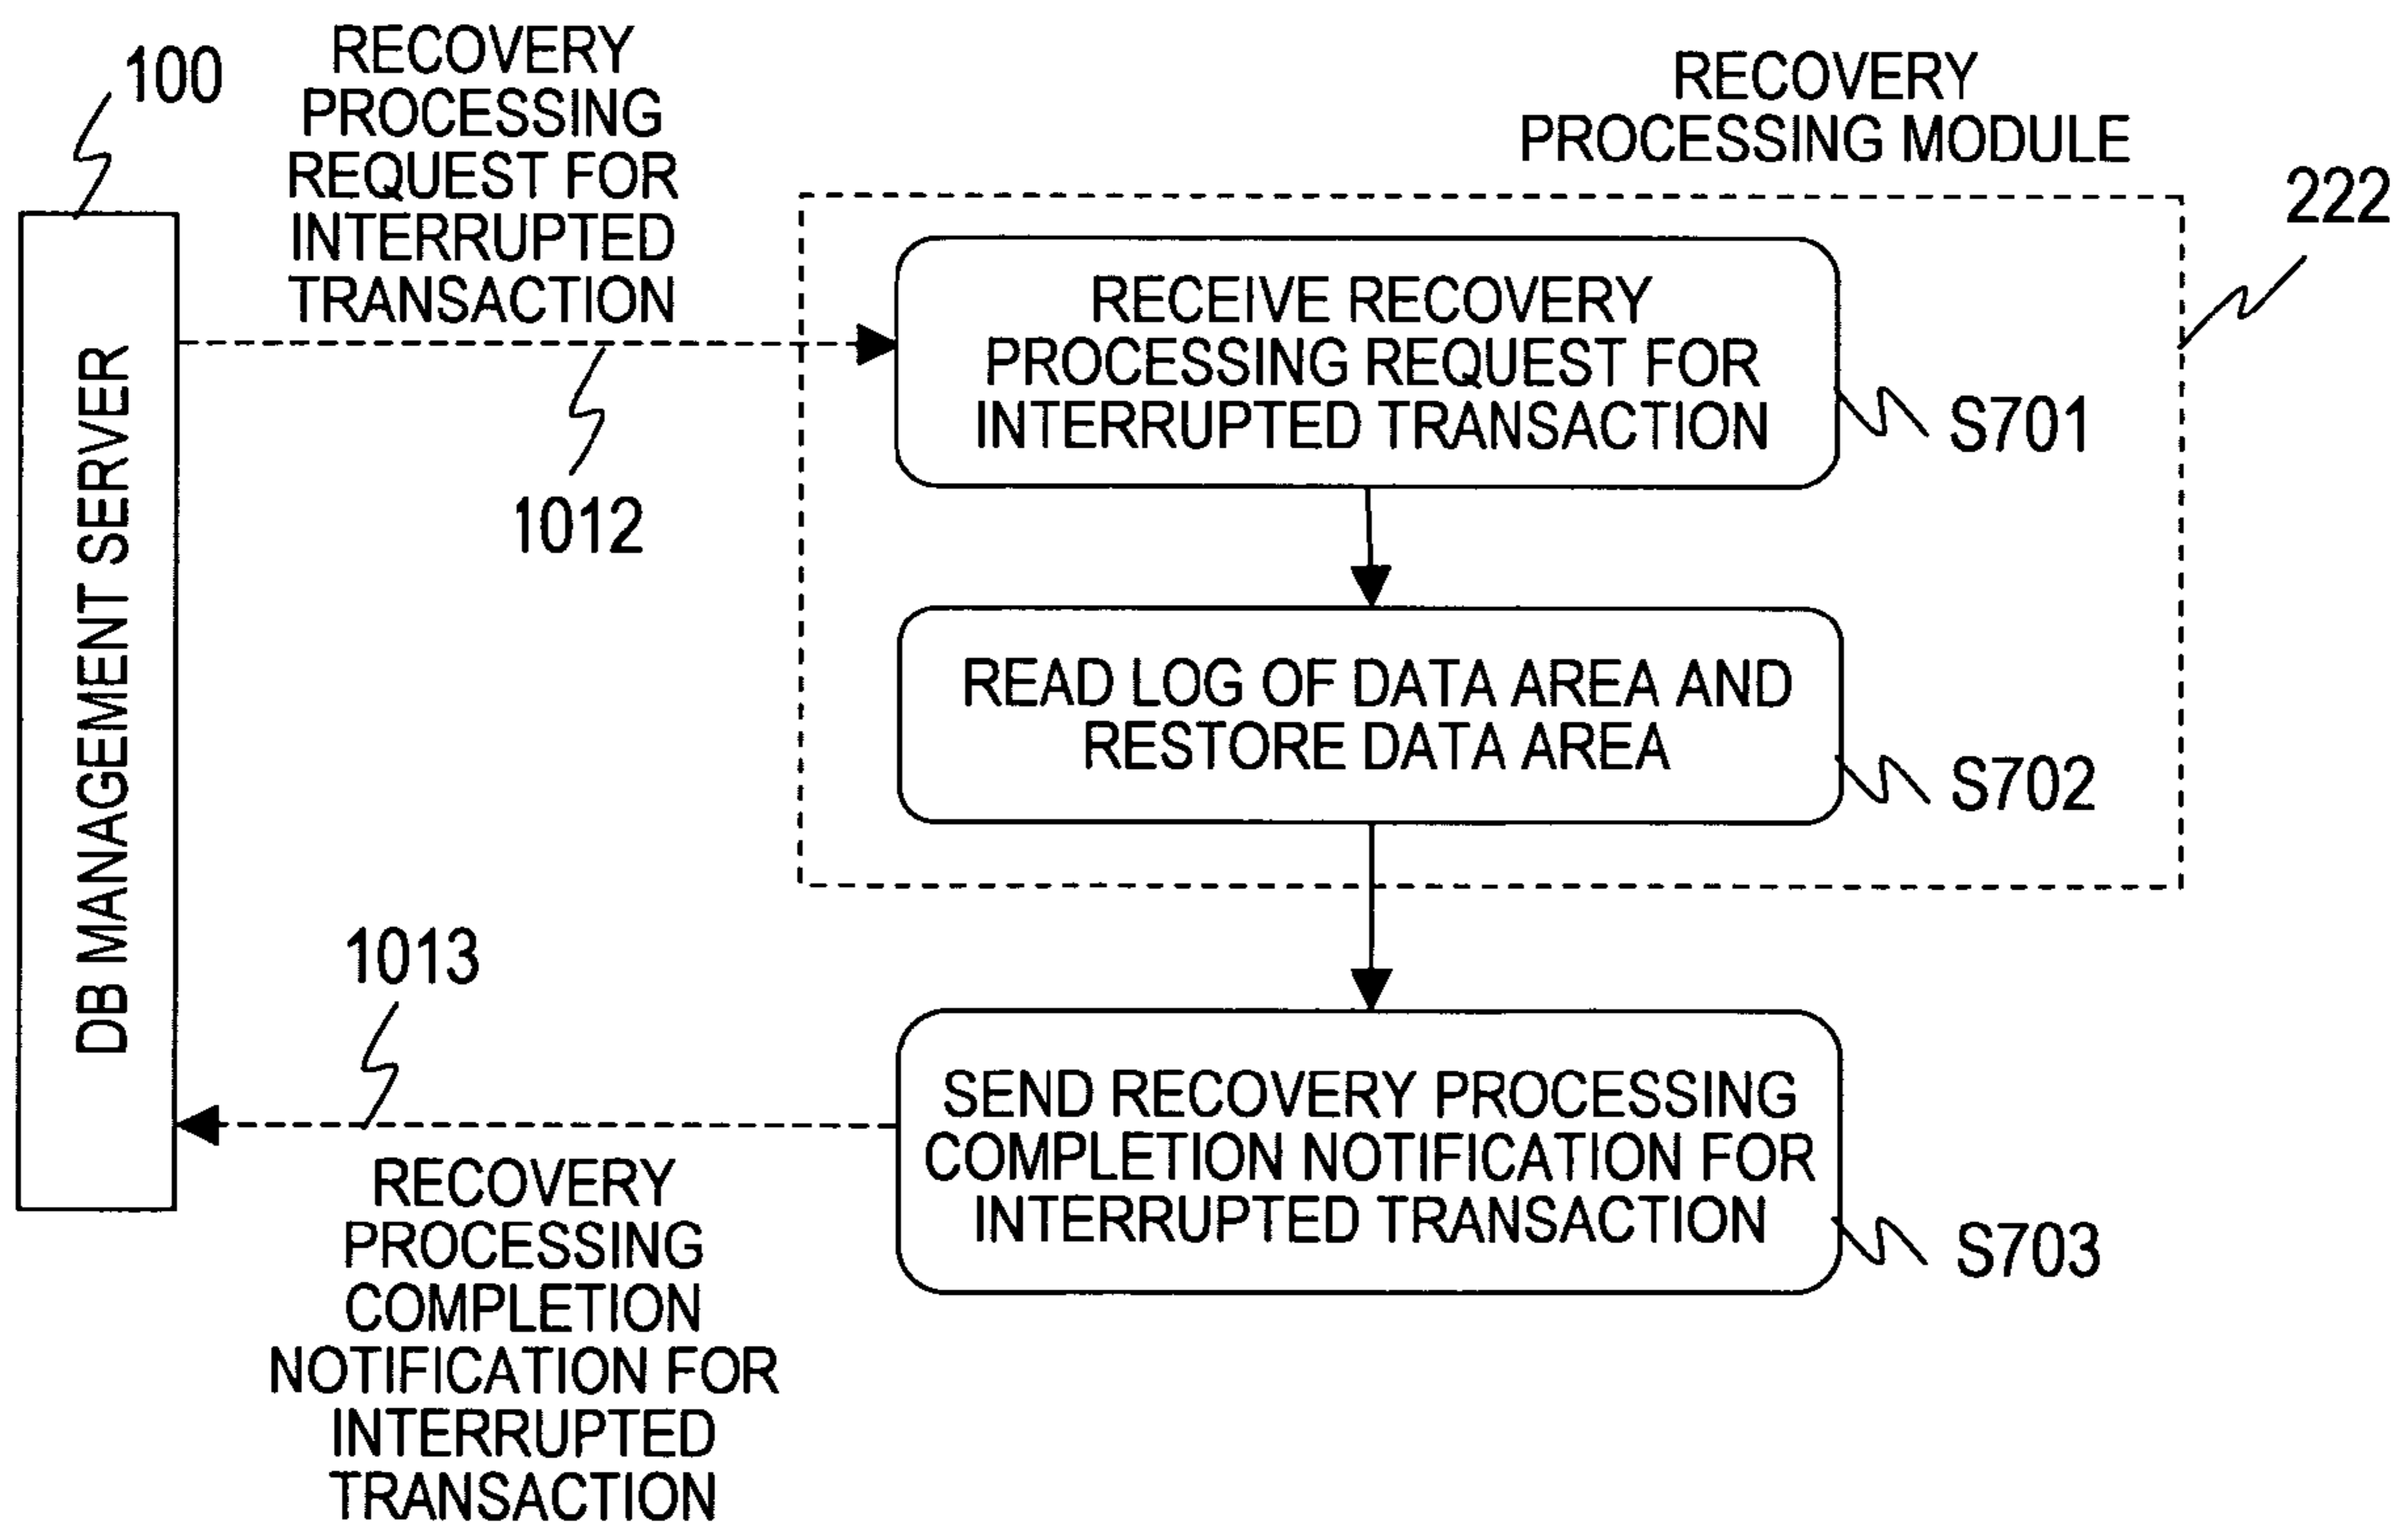 100
RECOVERY
PROCESSING
REQUEST FOR
INTERRUPTED
TRANSACTION
1012
RECOVERY
PROCESSING MODULE
222
RECEIVE RECOVERY
PROCESSING REQUEST FOR
INTERRUPTED TRANSACTION
S701
READ LOG OF DATA AREA AND
RESTORE DATA AREA
S702
DB MANAGEMENT SERVER
1013
SEND RECOVERY PROCESSING
COMPLETION NOTIFICATION FOR
INTERRUPTED TRANSACTION
S703
RECOVERY
PROCESSING
COMPLETION
NOTIFICATION FOR
INTERRUPTED
TRANSACTION